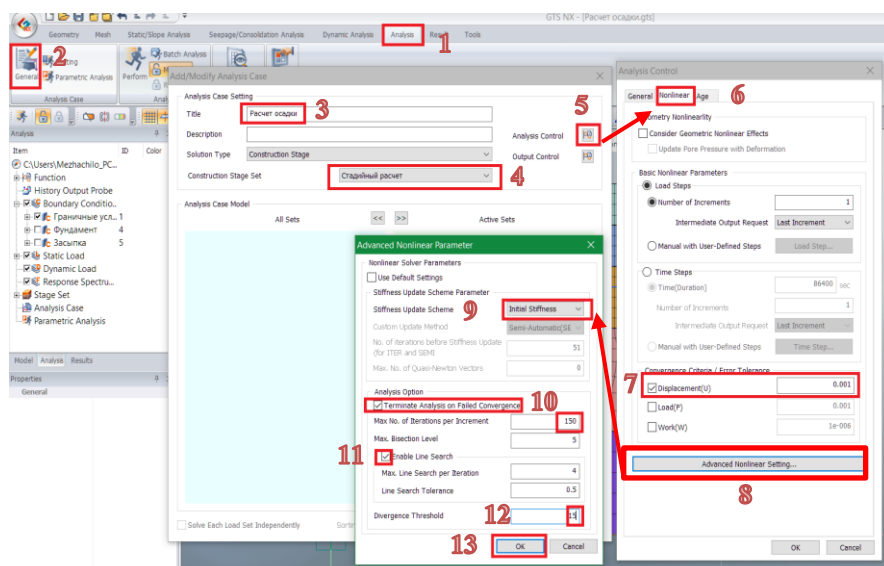 GTS NX - [Расчет осадки.gts]
Geometry Mesh Static/Slope Analysis Seepage/Consolidation Analysis Dynamic Analysis Analysis Tools
1
2
General
Parametric Analysis
Perform
Batch Analysis
Analysis Case
Analysis
Item ID Color
C:\Users\Mezhachilo_PC...
Function
History Output Probe
Boundary Conditio..
Граничные усл.. 1
Фундамент 4
Засыпка 5
Static Load
Dynamic Load
Response Spectru...
Stage Set
Analysis Case
Parametric Analysis
Model Analysis Results
Properties
General
Add/Modify Analysis Case
Analysis Case Setting
Title Расчет осадки 3
Description
Solution Type Construction Stage
Construction Stage Set Стадийный расчет 4
5
Analysis Control
Output Control
Analysis Case Model
All Sets << >> Active Sets
Solve Each Load Set Independently
Advanced Nonlinear Parameter
Nonlinear Solver Parameters
Use Default Settings
Stiffness Update Scheme Parameter
Stiffness Update Scheme 9 Initial Stiffness
Custom Update Method Semi-Automatic(SE
No. of iterations before Stiffness Update (for ITER and SEMI 51
Max. No. of Quasi-Newton Vectors 0
Analysis Option
Terminate Analysis on Failed Convergence 10
Max No. of Iterations per Increment 150
Max. Bisection Level 5
11 Enable Line Search
Max. Line Search per Iteration 4
Line Search Tolerance 0.5
Divergence Threshold 12 15
13 OK Cancel
Analysis Control
General Nonlinear Age 6
Geometry Nonlinearity
Consider Geometric Nonlinear Effects
Update Pore Pressure with Deformation
Basic Nonlinear Parameters
Load Steps
Number of Increments 1
Intermediate Output Request Last Increment
Manual with User-Defined Steps Load Step...
Time Steps
Time(Duration) 86400 sec
Number of Increments 1
Intermediate Output Request Last Increment
Manual with User-Defined Steps Time Step...
Convergence Criteria / Error Tolerance
7 Displacement(U) 0.001
Load(P) 0.001
Work(W) 1e-006
Advanced Nonlinear Setting...
8
OK Cancel